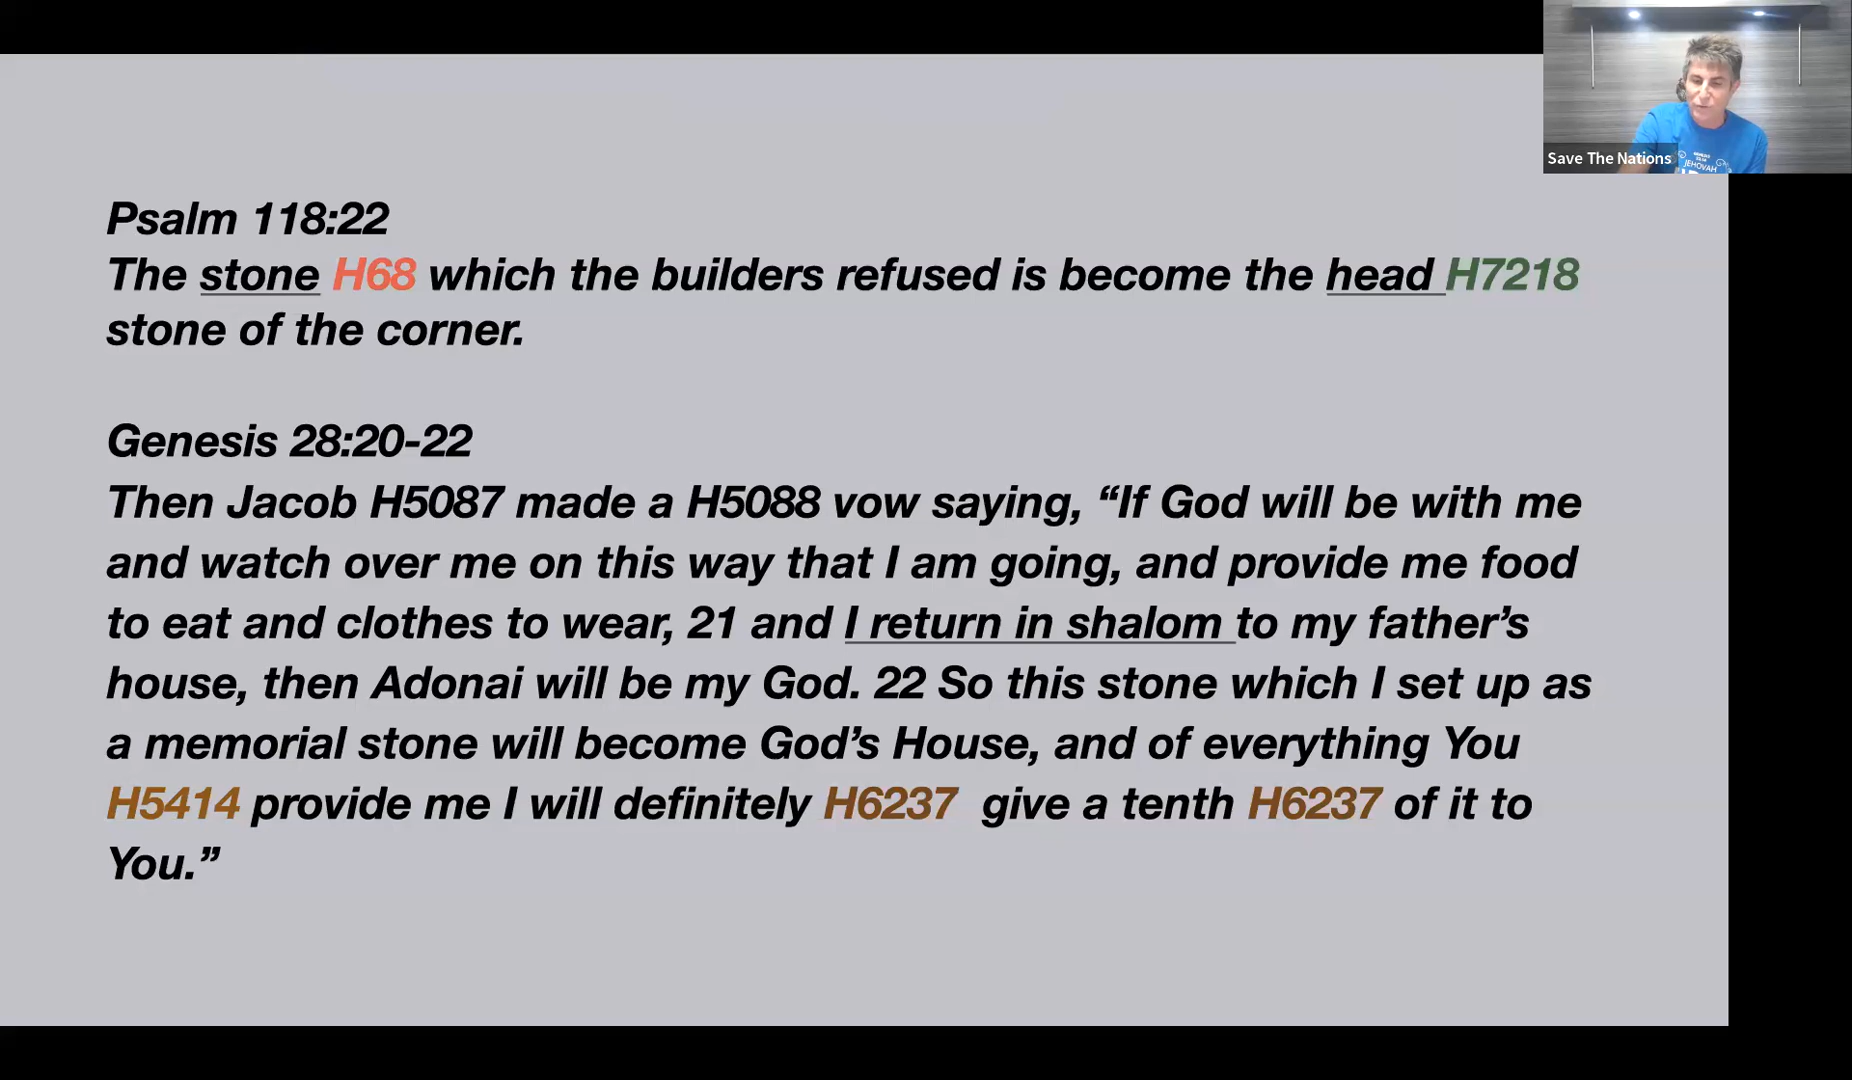 Psalm 118:22
The stone H68 which the builders refused is become the head H7218
stone of the corner.
Genesis 28:20-22
Then Jacob H5087 made a H5088 vow saying, “If God will be with me
and watch over me on this way that I am going, and provide me food
to eat and clothes to wear, 21 and I return in shalom to my father’s
house, then Adonai will be my God. 22 So this stone which I set up as
a memorial stone will become God’s House, and of everything You
H5414 provide me I will definitely H6237 give a tenth H6237 of it to
You.”
Save The Nations
JEHOVAH